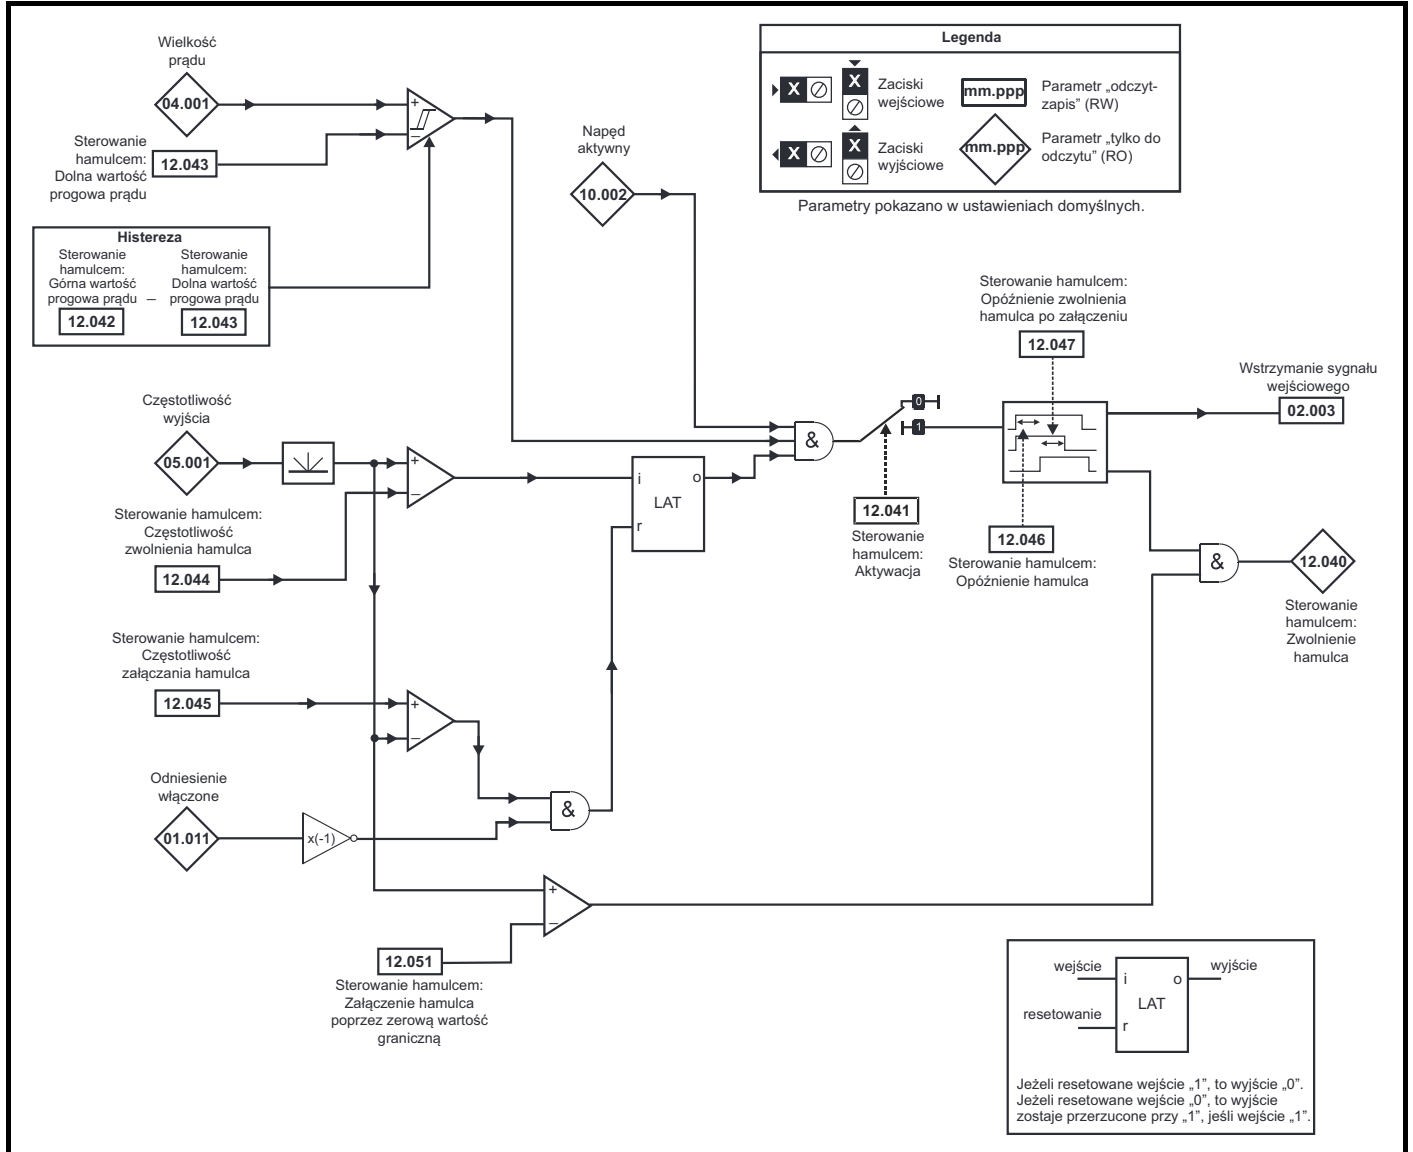 Wielkość
prądu
04.001
+
–
Sterowanie
hamulcem:
Dolna wartość
progowa prądu
12.043
Histereza
Sterowanie
hamulcem:
Górna wartość
progowa prądu
12.042
–
Sterowanie
hamulcem:
Dolna wartość
progowa prądu
12.043
Napęd
aktywny
10.002
Legenda
X
X
Zaciski
wejściowe
mm.ppp
Parametr „odczyt-
zapis” (RW)
X
X
Zaciski
wyjściowe
mm.ppp
Parametr „tylko do
odczytu” (RO)
Parametry pokazano w ustawieniach domyślnych.
Sterowanie hamulcem:
Opóźnienie zwolnienia
hamulca po załączeniu
12.047
Wstrzymanie sygnału
wejściowego
02.003
Częstotliwość
wyjścia
05.001
+
–
Sterowanie hamulcem:
Częstotliwość
zwolnienia hamulca
12.044
i
o
LAT
r
&
0
1
12.041
Sterowanie
hamulcem:
Aktywacja
12.046
Sterowanie hamulcem:
Opóźnienie hamulca
&
12.040
Sterowanie
hamulcem:
Zwolnienie
hamulca
Sterowanie hamulcem:
Częstotliwość
załączania hamulca
12.045
+
–
Odniesienie
włączone
01.011
x(-1)
&
+
–
12.051
Sterowanie hamulcem:
Załączenie hamulca
poprzez zerową wartość
graniczną
wejście
i
o
wyjście
LAT
resetowanie
r
Jeżeli resetowane wejście „1”, to wyjście „0”.
Jeżeli resetowane wejście „0”, to wyjście
zostaje przerzucone przy „1”, jeśli wejście „1”.